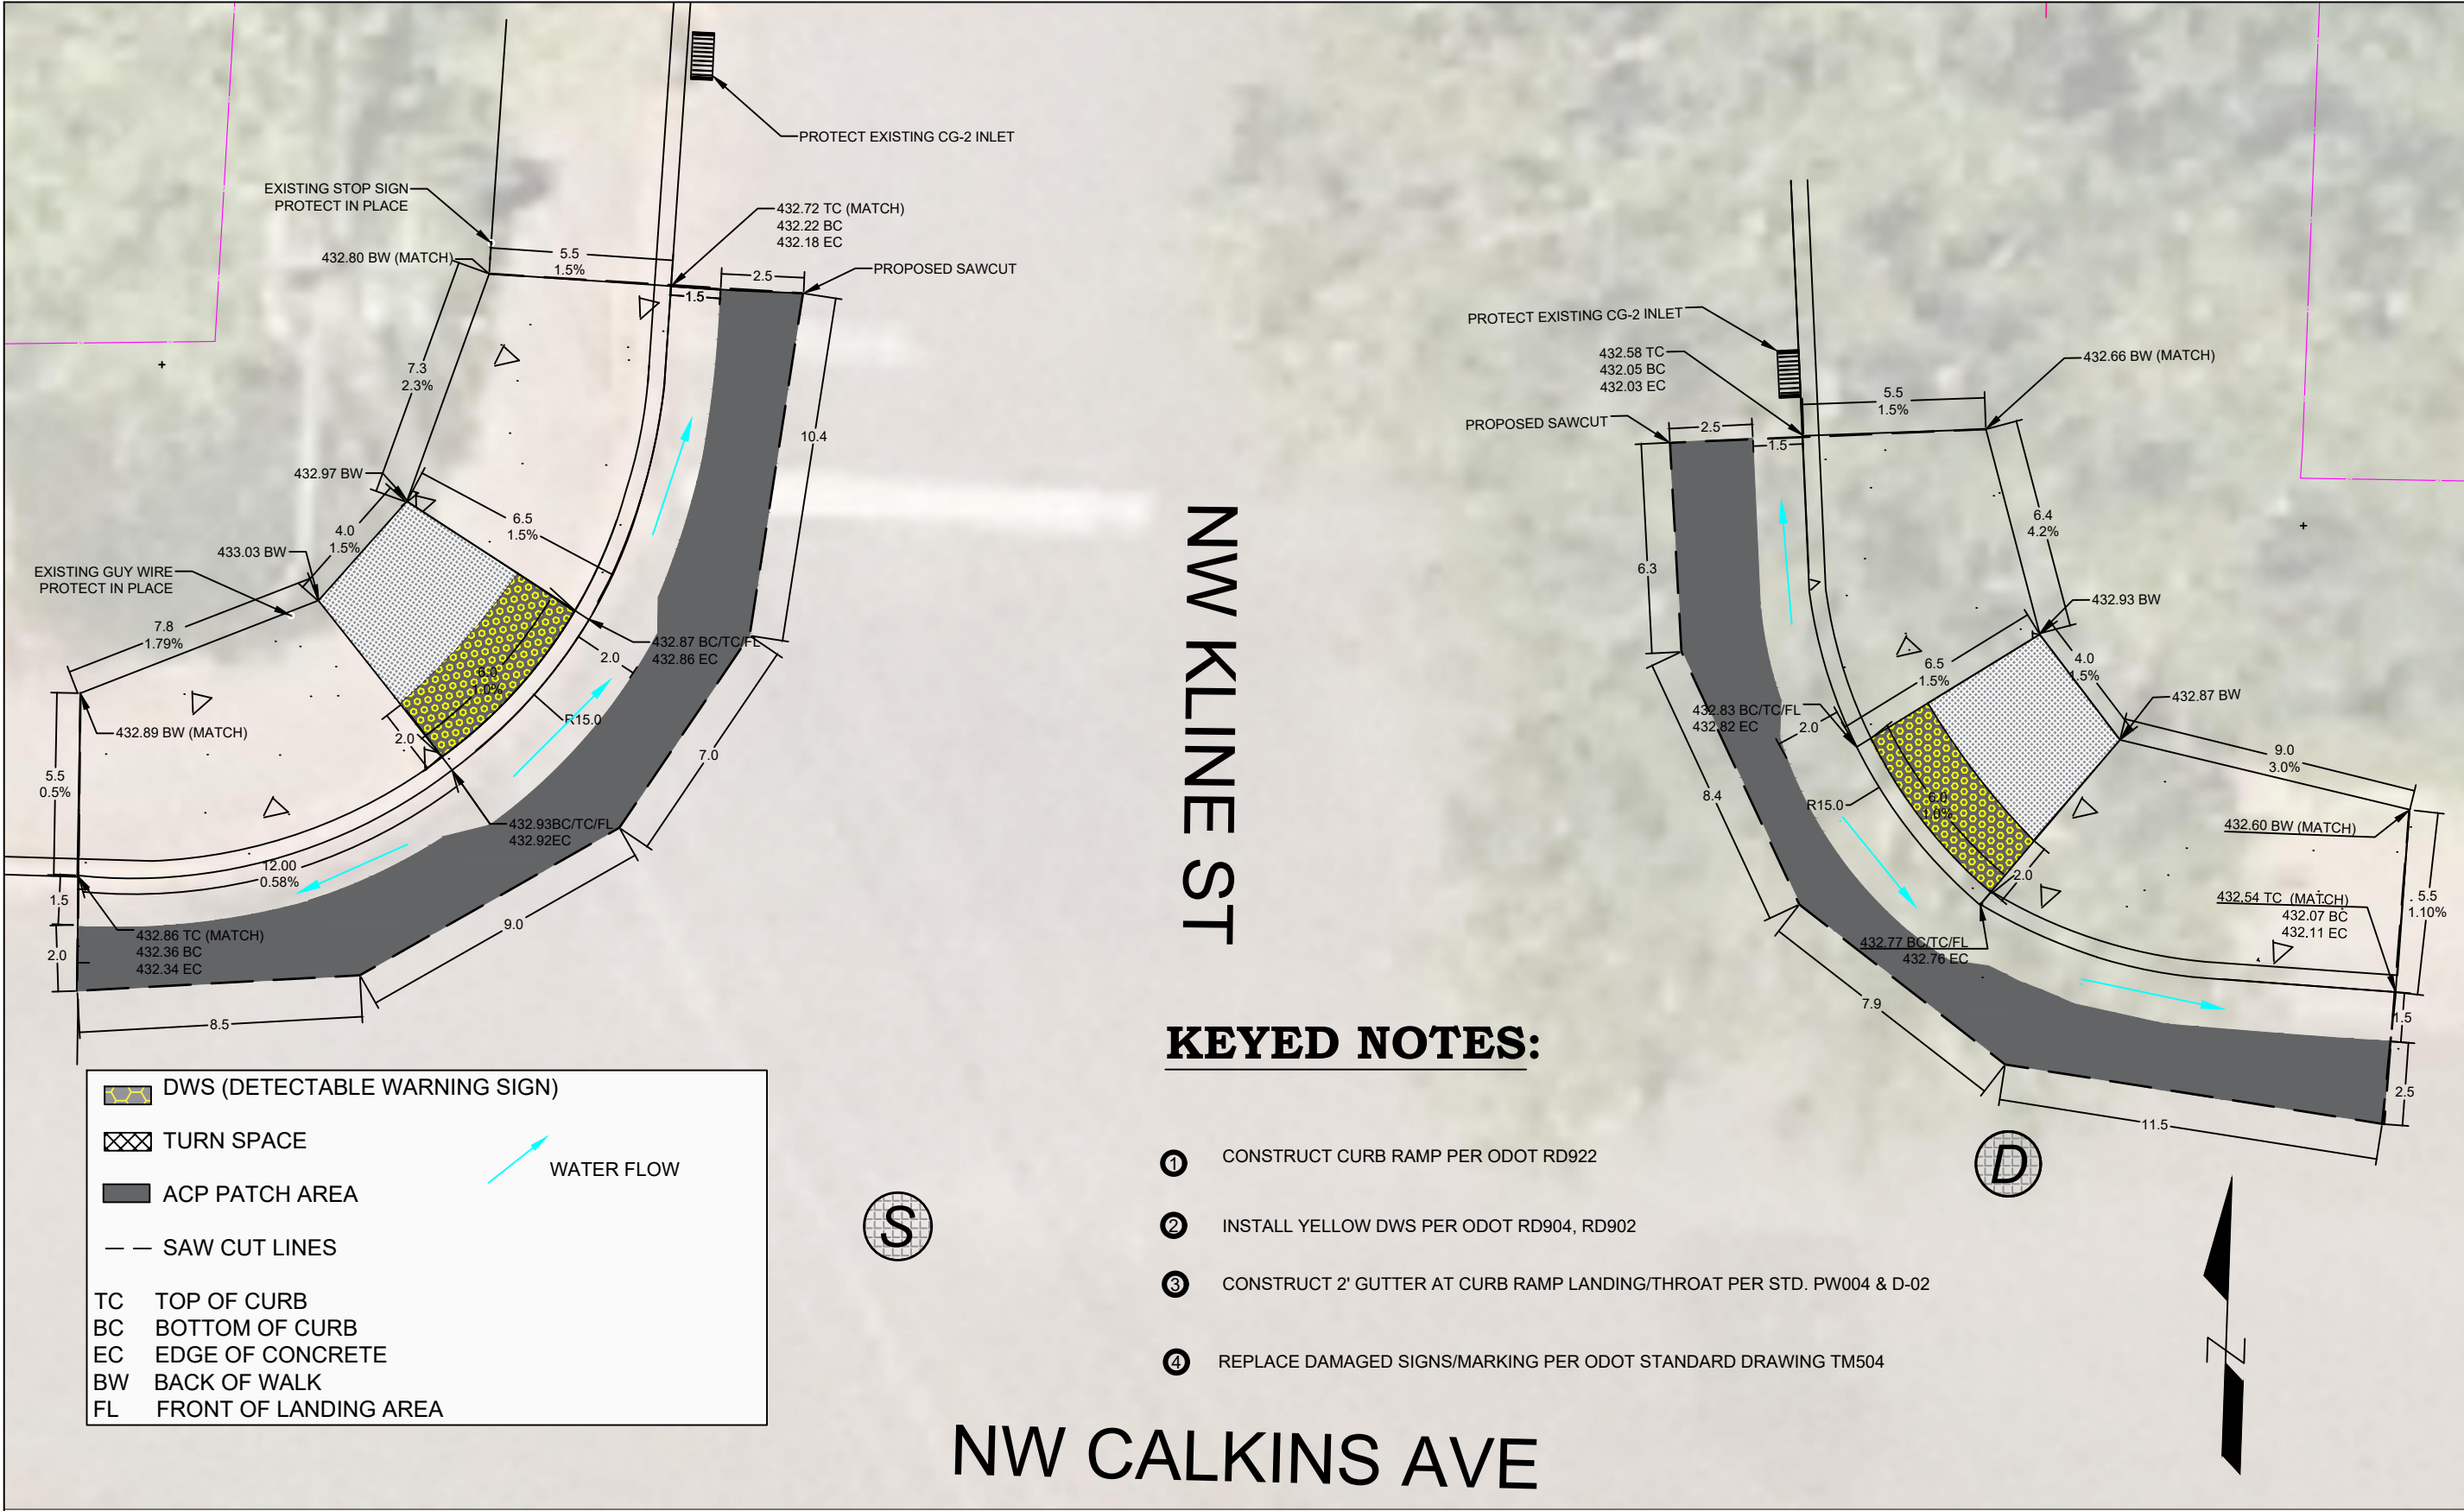 PROTECT EXISTING CG-2 INLET
EXISTING STOP SIGN
PROTECT IN PLACE
432.72 TC (MATCH)
432.22 BC
432.18 EC
432.80 BW (MATCH)
5.5
1.5%
2.5
PROPOSED SAWCUT
1.5
7.3
2.3%
10.4
432.97 BW
6.5
1.5%
4.0
1.5%
433.03 BW
EXISTING GUY WIRE
PROTECT IN PLACE
7.8
1.79%
432.87 BC/TC/FL
432.86 EC
2.0
6.0
1.0%
R15.0
432.89 BW (MATCH)
2.0
7.0
5.5
0.5%
432.93BC/TC/FL
432.92EC
12.00
0.58%
1.5
432.86 TC (MATCH)
432.36 BC
432.34 EC
2.0
9.0
8.5
DWS (DETECTABLE WARNING SIGN)
TURN SPACE
WATER FLOW
ACP PATCH AREA
SAW CUT LINES
TC TOP OF CURB
BC BOTTOM OF CURB
EC EDGE OF CONCRETE
BW BACK OF WALK
FL FRONT OF LANDING AREA
S
NW KLINE ST
PROTECT EXISTING CG-2 INLET
432.58 TC
432.05 BC
432.03 EC
432.66 BW (MATCH)
5.5
1.5%
PROPOSED SAWCUT
2.5
1.5
6.4
4.2%
6.3
432.93 BW
6.5
1.5%
4.0
1.5%
432.87 BW
432.83 BC/TC/FL
432.82 EC
2.0
9.0
3.0%
8.4
R15.0
6.0
1.0%
432.60 BW (MATCH)
2.0
432.54 TC (MATCH)
432.07 BC
432.11 EC
5.5
1.10%
432.77 BC/TC/FL
432.76 EC
7.9
1.5
2.5
11.5
D
KEYED NOTES:
1 CONSTRUCT CURB RAMP PER ODOT RD922
2 INSTALL YELLOW DWS PER ODOT RD904, RD902
3 CONSTRUCT 2' GUTTER AT CURB RAMP LANDING/THROAT PER STD. PW004 & D-02
4 REPLACE DAMAGED SIGNS/MARKING PER ODOT STANDARD DRAWING TM504
Z
NW CALKINS AVE